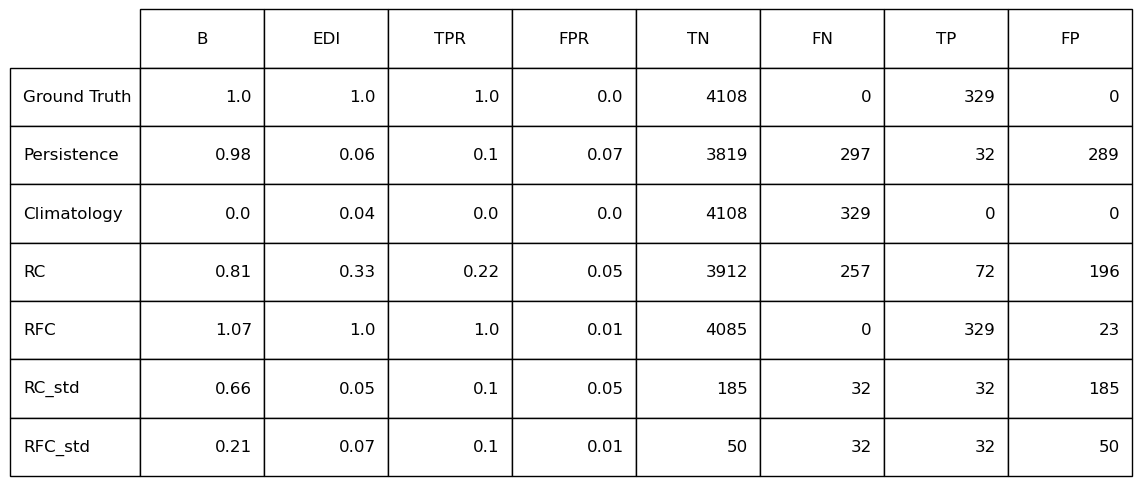 B EDI TPR FPR TN FN TP FP
Ground Truth 1.0 1.0 1.0 0.0 4108 0 329 0
Persistence 0.98 0.06 0.1 0.07 3819 297 32 289
Climatology 0.0 0.04 0.0 0.0 4108 329 0 0
RC 0.81 0.33 0.22 0.05 3912 257 72 196
RFC 1.07 1.0 1.0 0.01 4085 0 329 23
RC_std 0.66 0.05 0.1 0.05 185 32 32 185
RFC_std 0.21 0.07 0.1 0.01 50 32 32 50